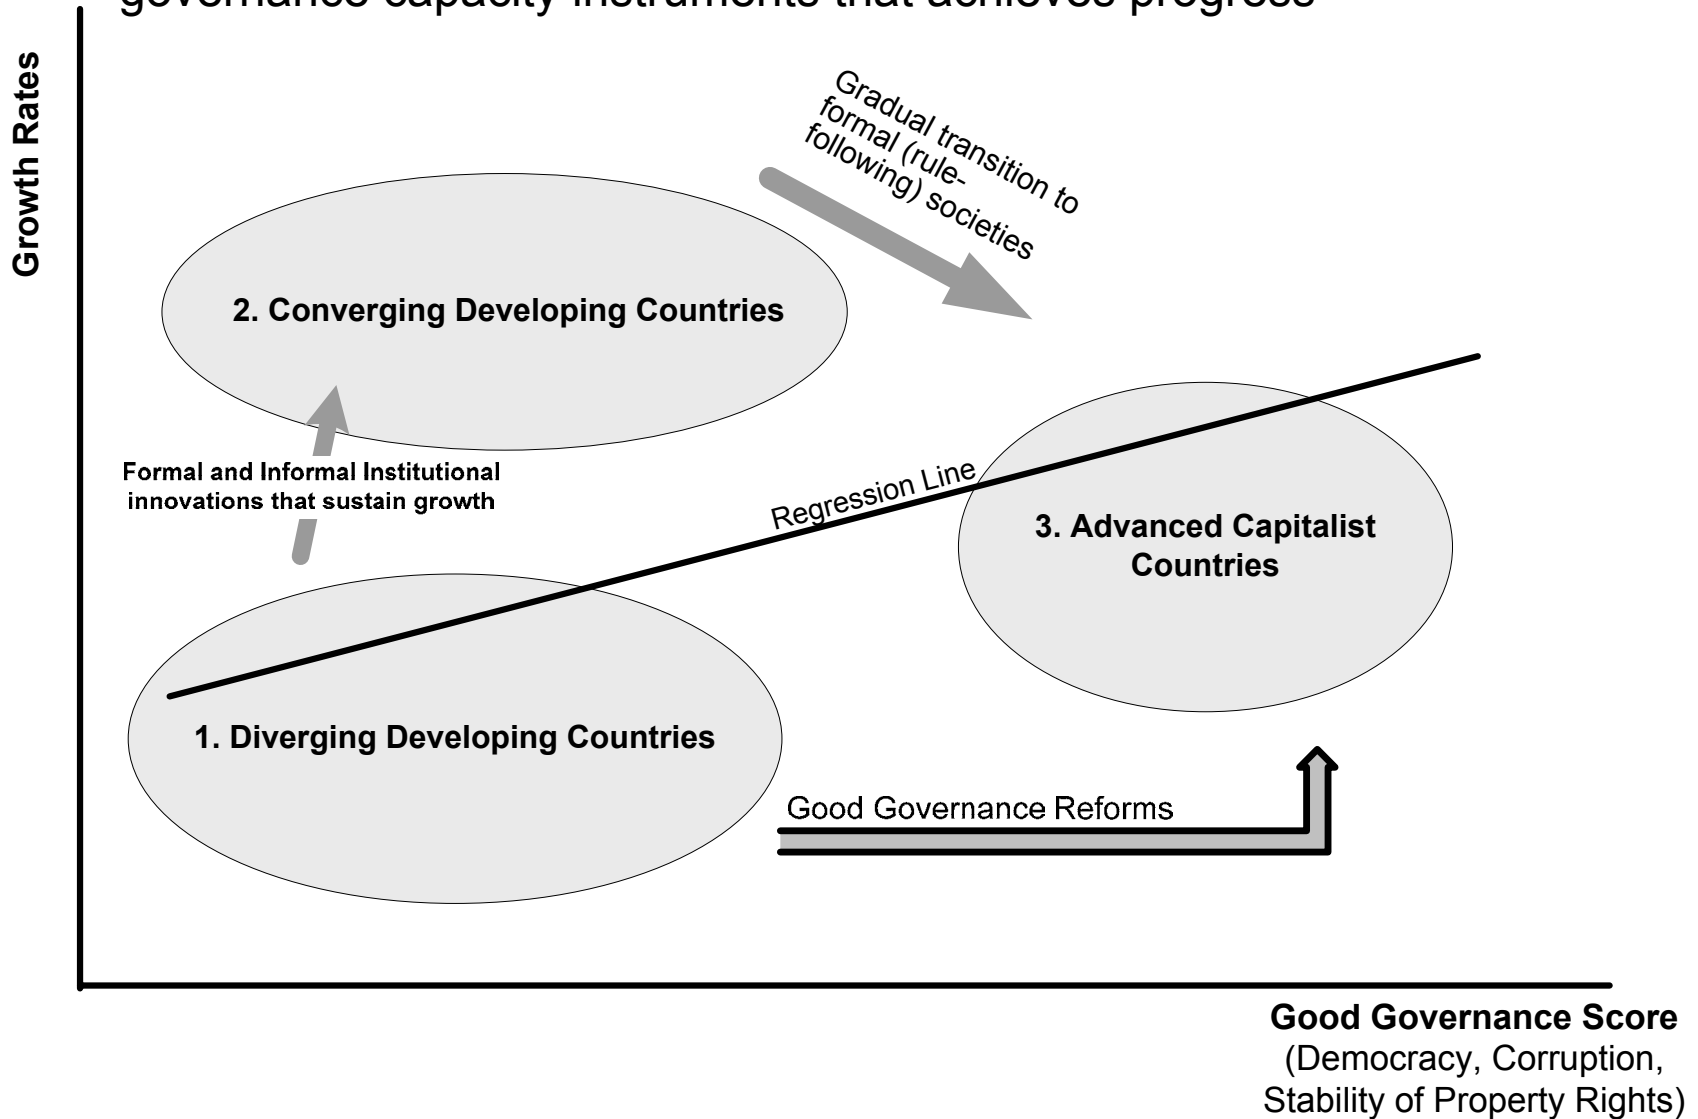 governance capacity instruments that achieves progress
Growth Rates
Gradual transition to
formal (rule-
following) societies
2. Converging Developing Countries
Formal and Informal Institutional
innovations that sustain growth
Regression Line
3. Advanced Capitalist
Countries
1. Diverging Developing Countries
Good Governance Reforms
Good Governance Score
(Democracy, Corruption,
Stability of Property Rights)